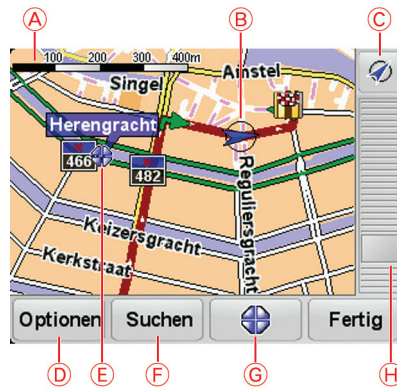 A
B
C
100 200 300 400m
Singel
Amstel
Herengracht
466
482
Reguliersgracht
Keizersgracht
Kerkstraat
Optionen
Suchen
Fertig
D
E
F
G
H